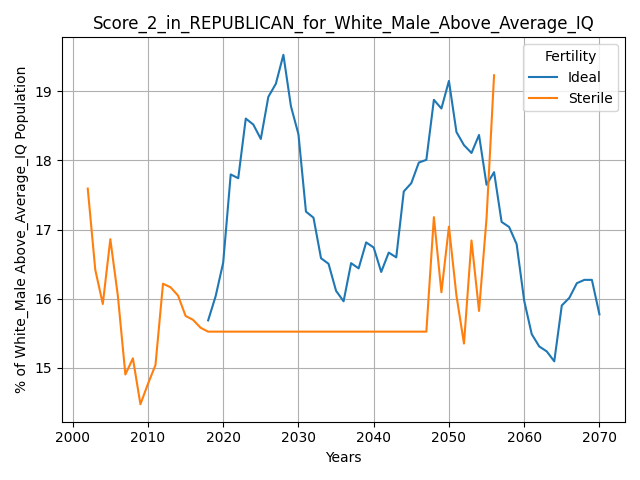 Score_2_in_REPUBLICAN_for_White_Male_Above_Average_IQ
% of White_Male Above_Average_IQ Population
19
18
17
16
15
Fertility
Ideal
Sterile
2000 2010 2020 2030 2040 2050 2060 2070
Years